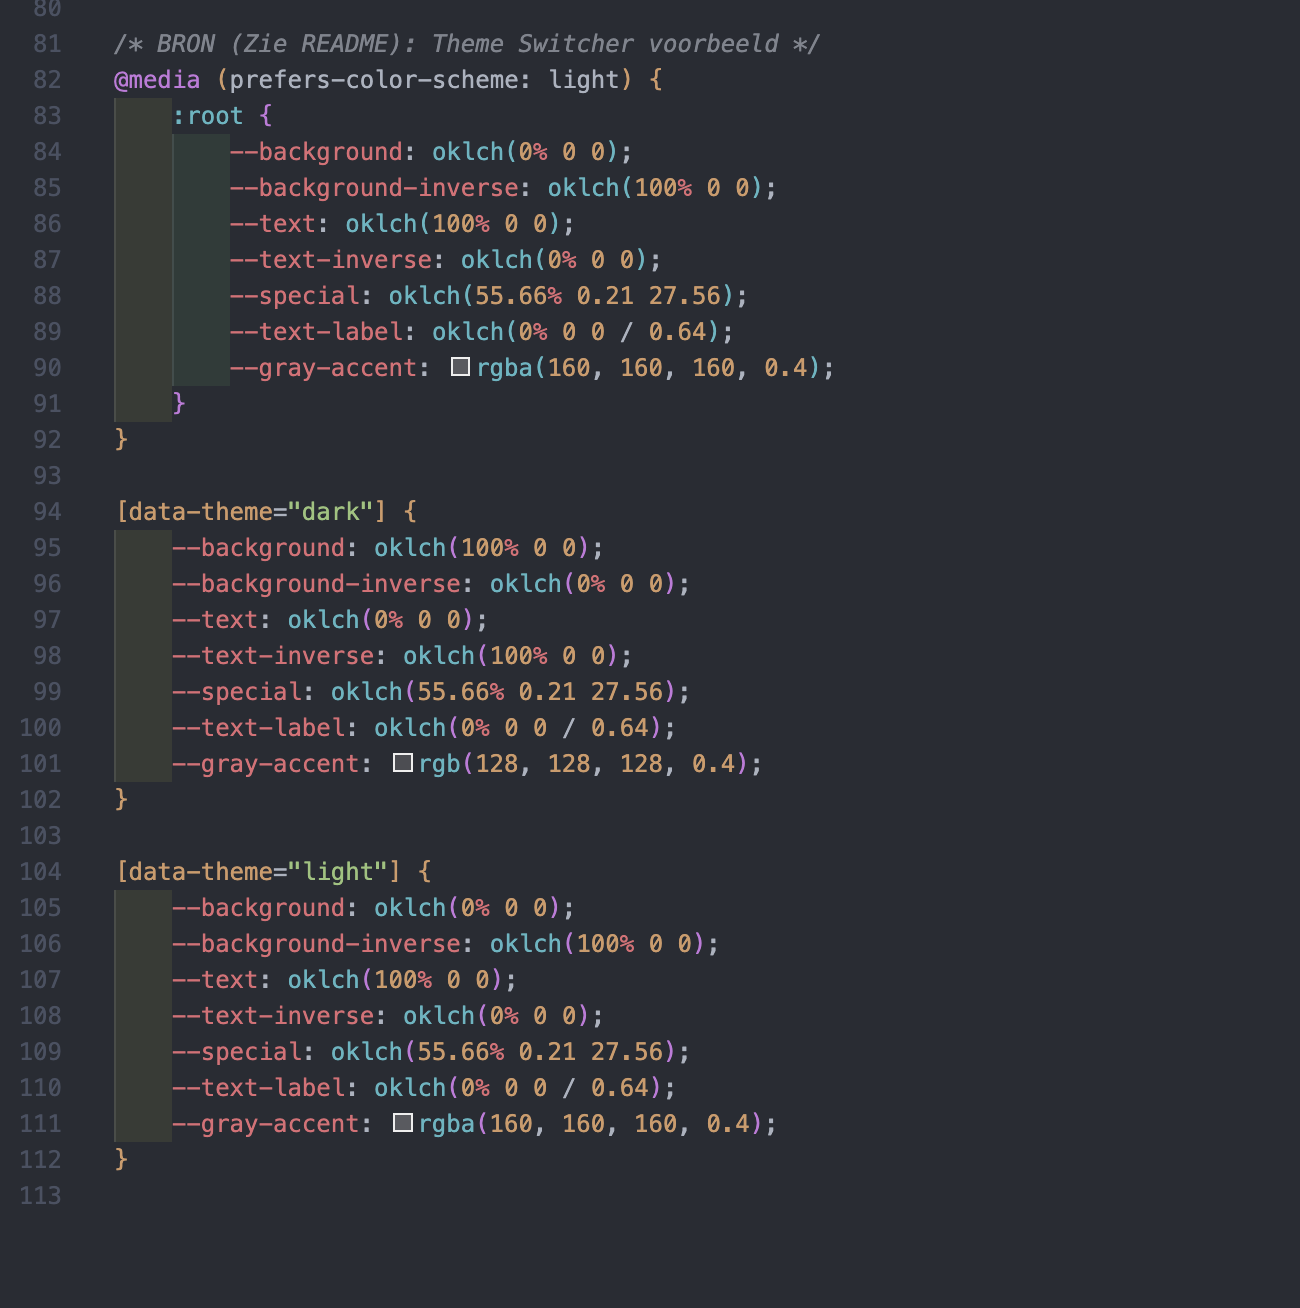 80
81 /* BRON (Zie README): Theme Switcher voorbeeld */
82 @media (prefers-color-scheme: light) {
83 :root {
84 --background: oklch(0% 0 0);
85 --background-inverse: oklch(100% 0 0);
86 --text: oklch(100% 0 0);
87 --text-inverse: oklch(0% 0 0);
88 --special: oklch(55.66% 0.21 27.56);
89 --text-label: oklch(0% 0 0 / 0.64);
90 --gray-accent: rgba(160, 160, 160, 0.4);
91 }
92 }
93
94 [data-theme="dark"] {
95 --background: oklch(100% 0 0);
96 --background-inverse: oklch(0% 0 0);
97 --text: oklch(0% 0 0);
98 --text-inverse: oklch(100% 0 0);
99 --special: oklch(55.66% 0.21 27.56);
100 --text-label: oklch(0% 0 0 / 0.64);
101 --gray-accent: rgb(128, 128, 128, 0.4);
102 }
103
104 [data-theme="light"] {
105 --background: oklch(0% 0 0);
106 --background-inverse: oklch(100% 0 0);
107 --text: oklch(100% 0 0);
108 --text-inverse: oklch(0% 0 0);
109 --special: oklch(55.66% 0.21 27.56);
110 --text-label: oklch(0% 0 0 / 0.64);
111 --gray-accent: rgba(160, 160, 160, 0.4);
112 }
113